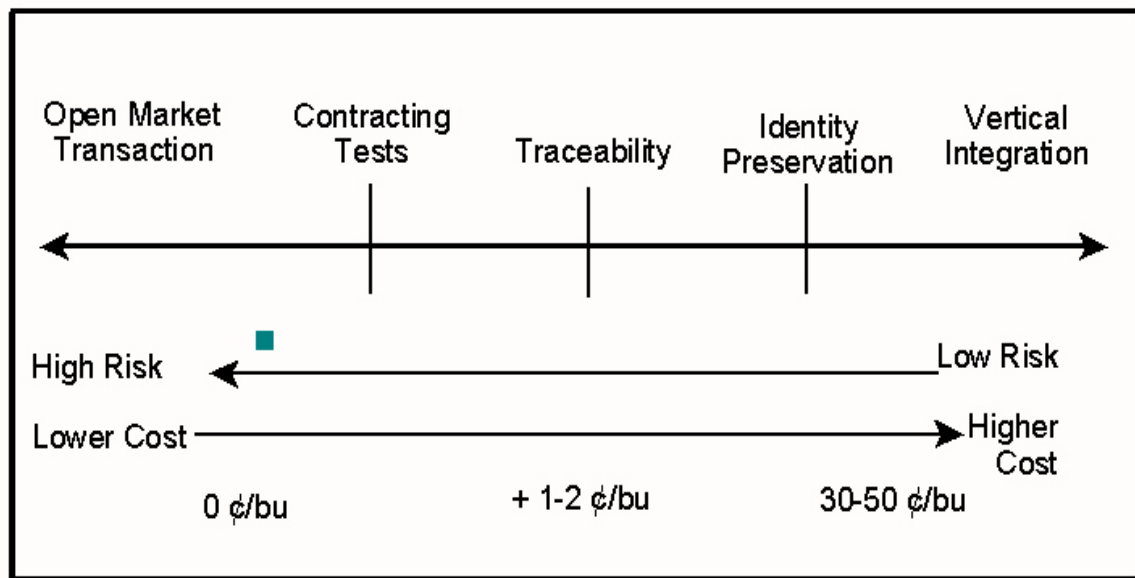 Open Market
Transaction
Contracting
Tests
Traceability
Identity
Preservation
Vertical
Integration
High Risk
Low Risk
Lower Cost
Higher
Cost
0 ¢/bu
+ 1-2 ¢/bu
30-50 ¢/bu